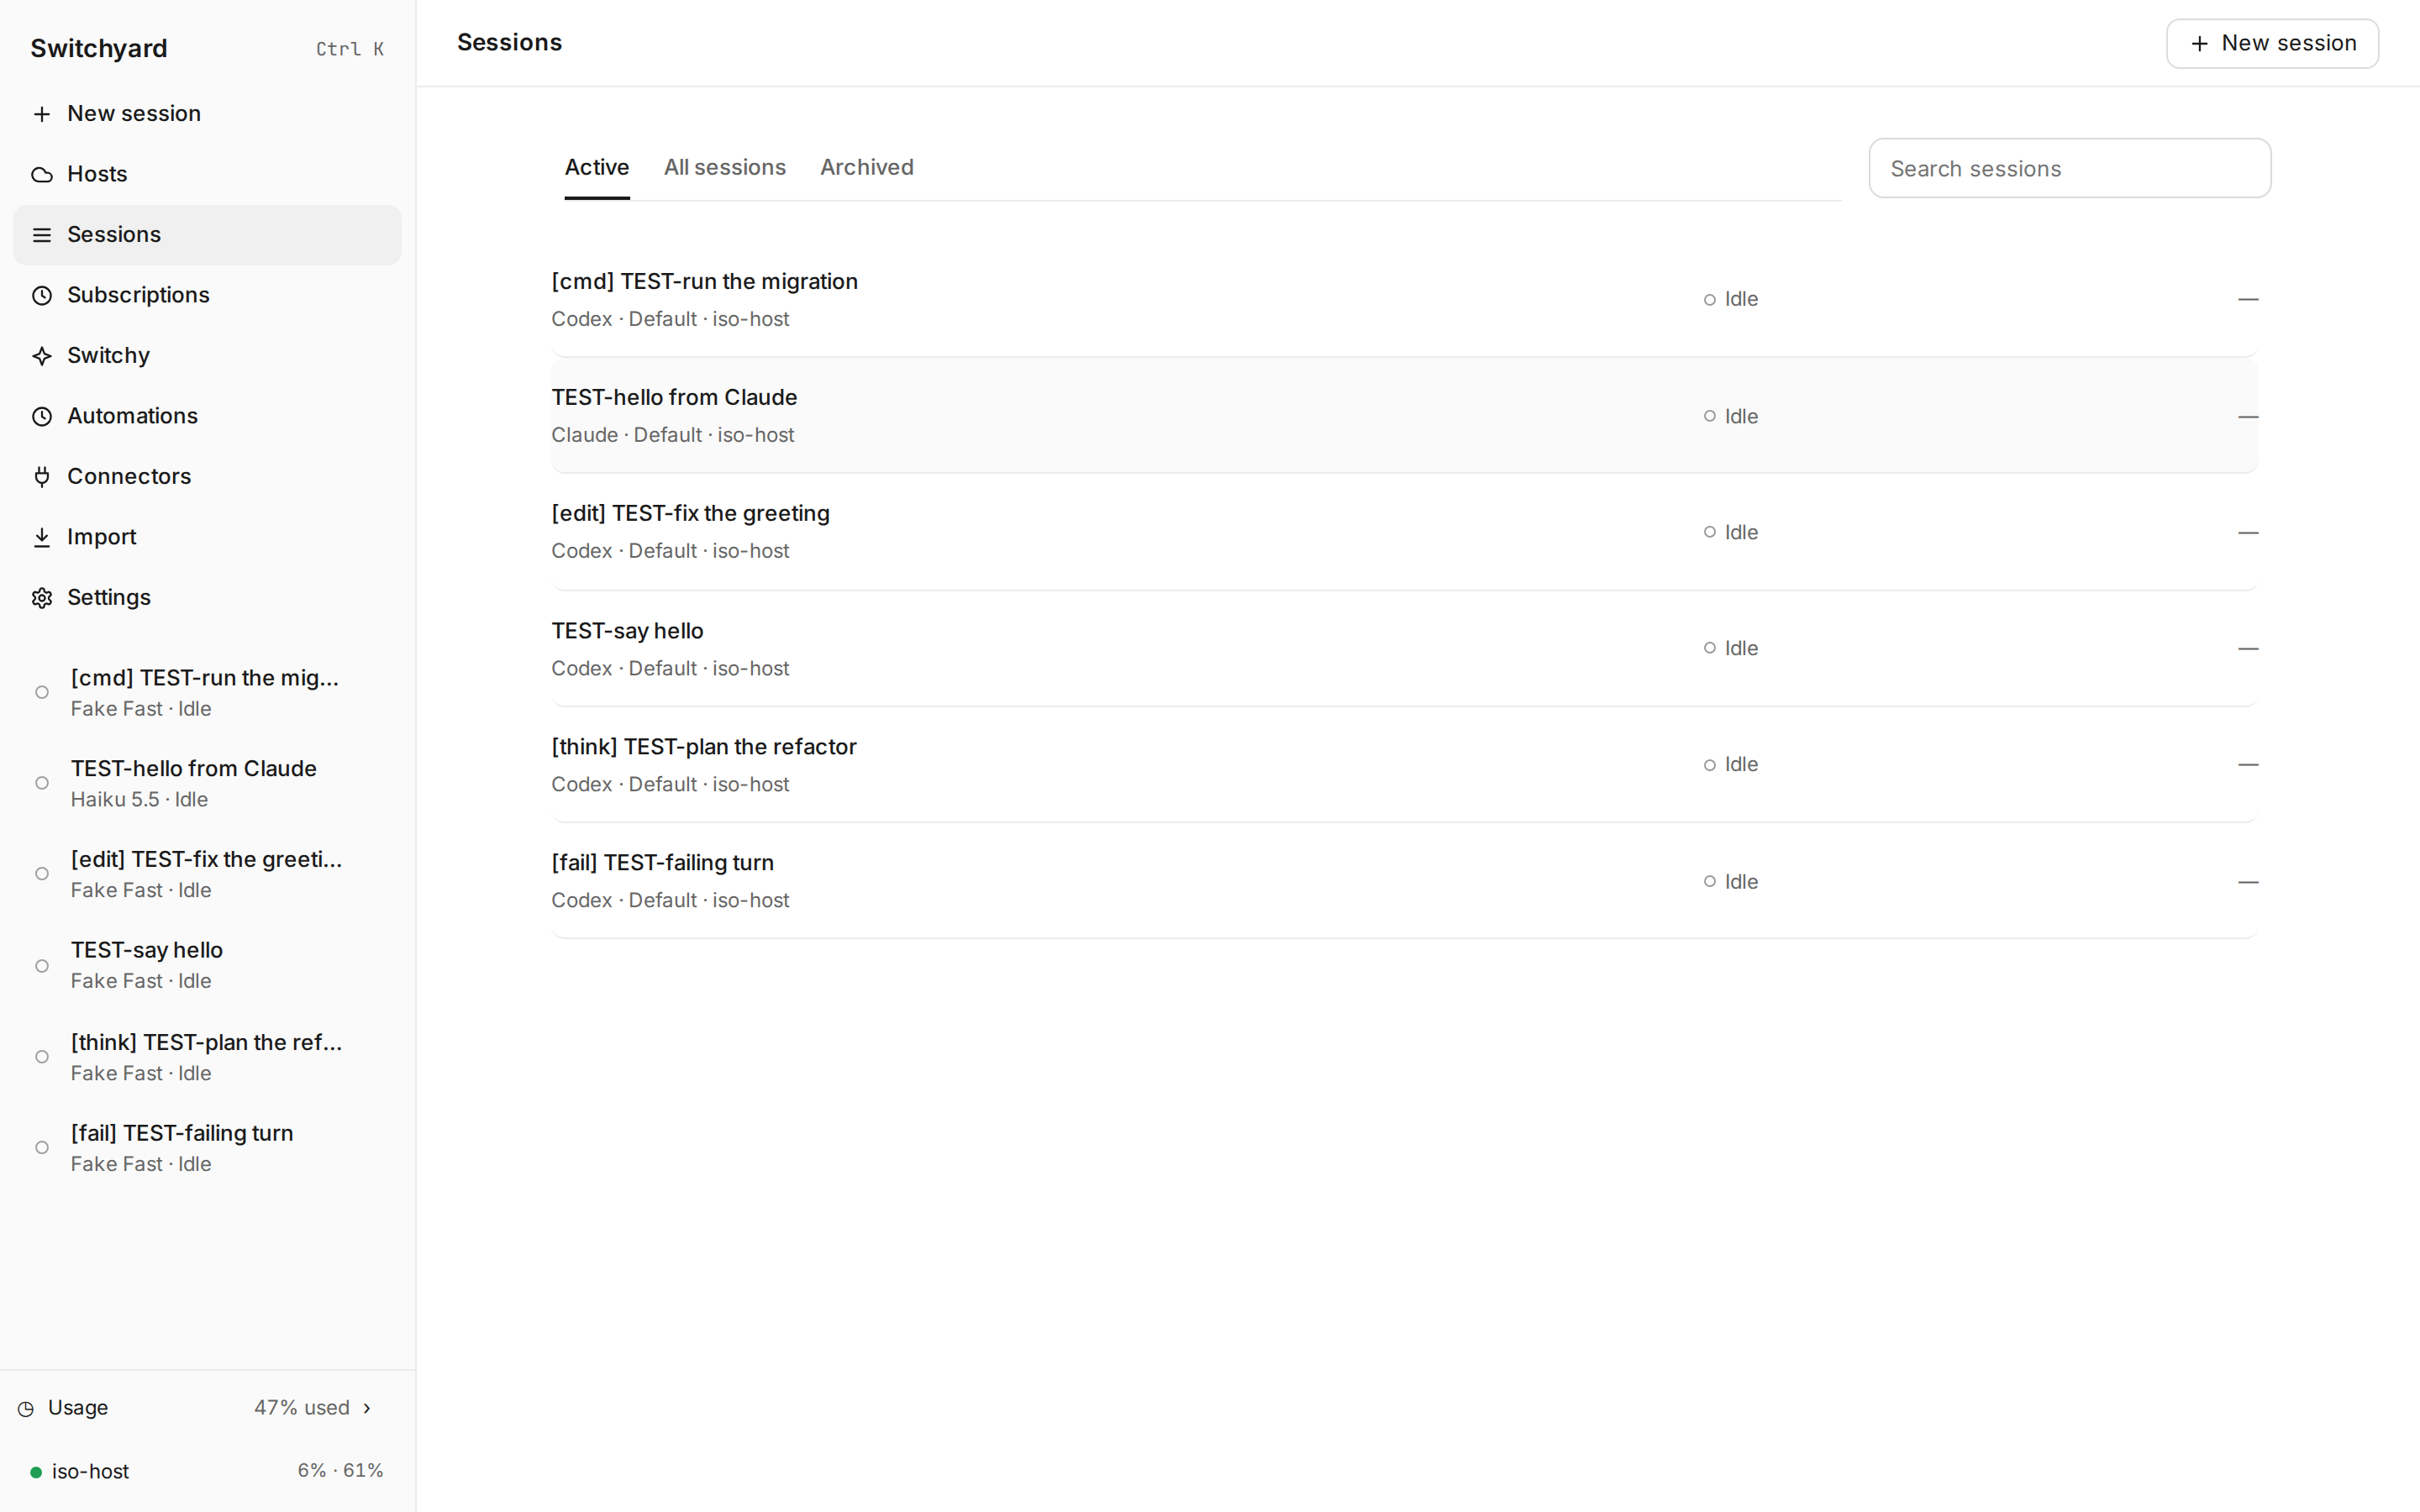 Switchyard
Ctrl K
New session
Hosts
Sessions
Subscriptions
Switchy
Automations
Connectors
Import
Settings
[cmd] TEST-run the mig...
Fake Fast · Idle
TEST-hello from Claude
Haiku 5.5 · Idle
[edit] TEST-fix the greeti...
Fake Fast · Idle
TEST-say hello
Fake Fast · Idle
[think] TEST-plan the ref...
Fake Fast · Idle
[fail] TEST-failing turn
Fake Fast · Idle
Usage
47% used ›
iso-host
6% · 61%
Sessions
New session
Active
All sessions
Archived
Search sessions
[cmd] TEST-run the migration
Codex · Default · iso-host
Idle
—
TEST-hello from Claude
Claude · Default · iso-host
Idle
—
[edit] TEST-fix the greeting
Codex · Default · iso-host
Idle
—
TEST-say hello
Codex · Default · iso-host
Idle
—
[think] TEST-plan the refactor
Codex · Default · iso-host
Idle
—
[fail] TEST-failing turn
Codex · Default · iso-host
Idle
—